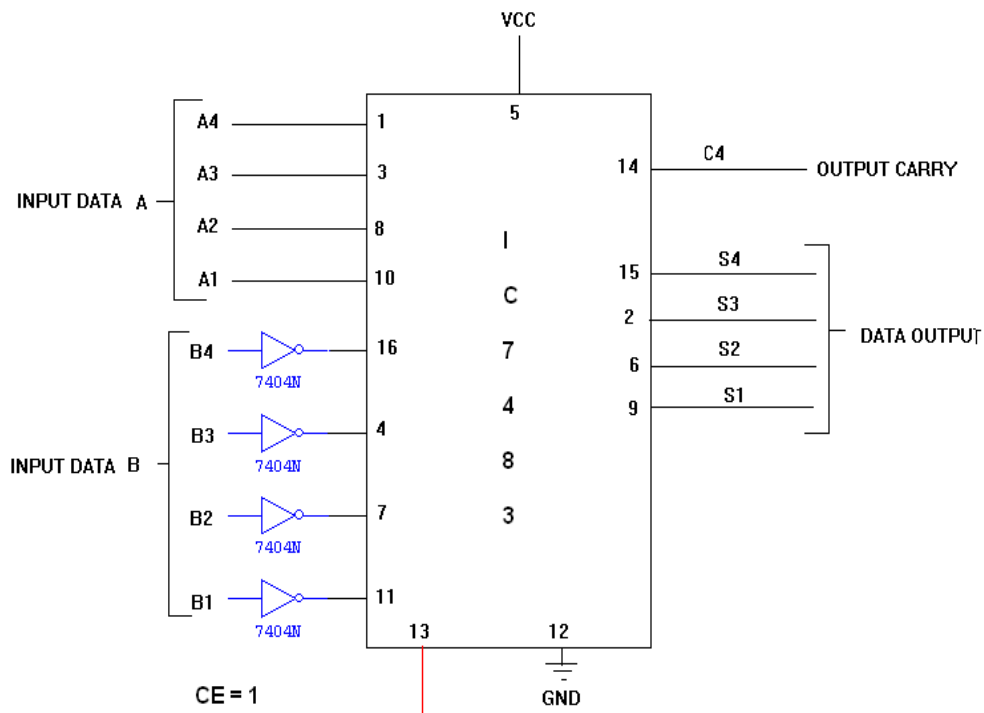 VCC
5
A4
1
A3
3
INPUT DATA A
A2
8
A1
10
B4
7404N
16
B3
7404N
4
INPUT DATA B
B2
7404N
7
B1
7404N
11
I
C
7
4
8
3
14
C4
OUTPUT CARRY
15
S4
2
S3
DATA OUTPUT
6
S2
9
S1
13
12
CE = 1
GND